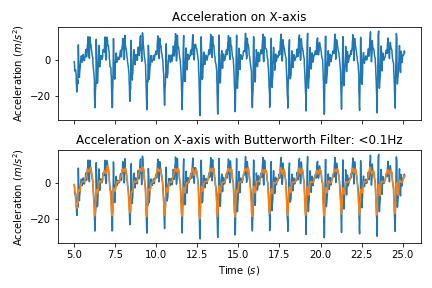 Acceleration on X-axis
Acceleration (m/s²)
0
−20
Acceleration on X-axis with Butterworth Filter: <0.1Hz
Acceleration (m/s²)
0
−20
5.0 7.5 10.0 12.5 15.0 17.5 20.0 22.5 25.0
Time (s)